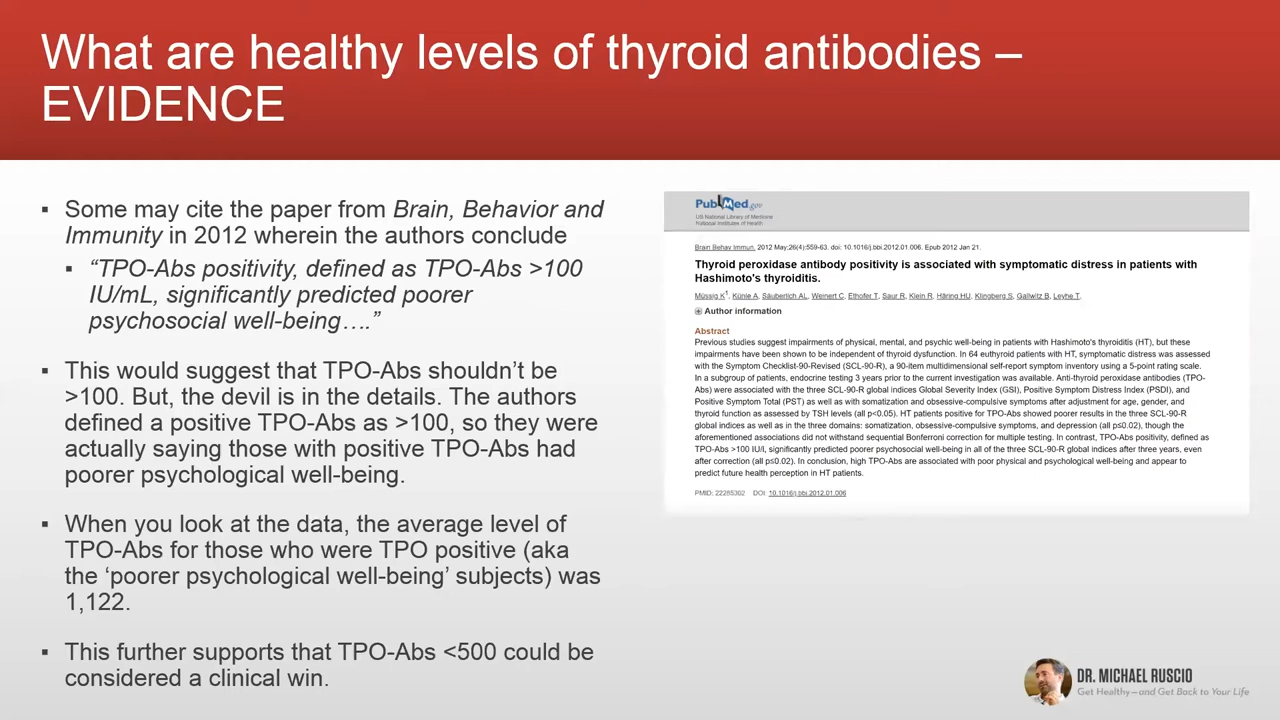 What are healthy levels of thyroid antibodies –
EVIDENCE
▪ Some may cite the paper from Brain, Behavior and
Immunity in 2012 wherein the authors conclude
▪ “TPO-Abs positivity, defined as TPO-Abs >100
IU/mL, significantly predicted poorer
psychosocial well-being….”
▪ This would suggest that TPO-Abs shouldn’t be
>100. But, the devil is in the details. The authors
defined a positive TPO-Abs as >100, so they were
actually saying those with positive TPO-Abs had
poorer psychological well-being.
▪ When you look at the data, the average level of
TPO-Abs for those who were TPO positive (aka
the ‘poorer psychological well-being’ subjects) was
1,122.
▪ This further supports that TPO-Abs <500 could be
considered a clinical win.
PubMed.gov
US National Library of Medicine
National Institutes of Health
Brain Behav Immun. 2012 May;26(4):559-63. doi: 10.1016/j.bbi.2012.01.006. Epub 2012 Jan 21.
Thyroid peroxidase antibody positivity is associated with symptomatic distress in patients with
Hashimoto's thyroiditis.
Müssig K1, Künle A, Säuberlich AL, Weinert C, Ethofer T, Saur R, Klein R, Häring HU, Klingberg S, Gallwitz B, Leyhe T.
Author information
Abstract
Previous studies suggest impairments of physical, mental, and psychic well-being in patients with Hashimoto's thyroiditis (HT), but these
impairments have been shown to be independent of thyroid dysfunction. In 64 euthyroid patients with HT, symptomatic distress was assessed
with the Symptom Checklist-90-Revised (SCL-90-R), a 90-item multidimensional self-report symptom inventory using a 5-point rating scale.
In a subgroup of patients, endocrine testing 3 years prior to the current investigation was available. Anti-thyroid peroxidase antibodies (TPO-
Abs) were associated with the three SCL-90-R global indices Global Severity Index (GSI), Positive Symptom Distress Index (PSDI), and
Positive Symptom Total (PST) as well as with somatization and obsessive-compulsive symptoms after adjustment for age, gender, and
thyroid function as assessed by TSH levels (all p<0.05). HT patients positive for TPO-Abs showed poorer results in the three SCL-90-R
global indices as well as in the three domains: somatization, obsessive-compulsive symptoms, and depression (all p≤0.02), though the
aforementioned associations did not withstand sequential Bonferroni correction for multiple testing. In contrast, TPO-Abs positivity, defined as
TPO-Abs >100 IU/l, significantly predicted poorer psychosocial well-being in all of the three SCL-90-R global indices after three years, even
after correction (all p≤0.02). In conclusion, high TPO-Abs are associated with poor physical and psychological well-being and appear to
predict future health perception in HT patients.
PMID: 22285302 DOI: 10.1016/j.bbi.2012.01.006
DR. MICHAEL RUSCIO
Get Healthy—and Get Back to Your Life